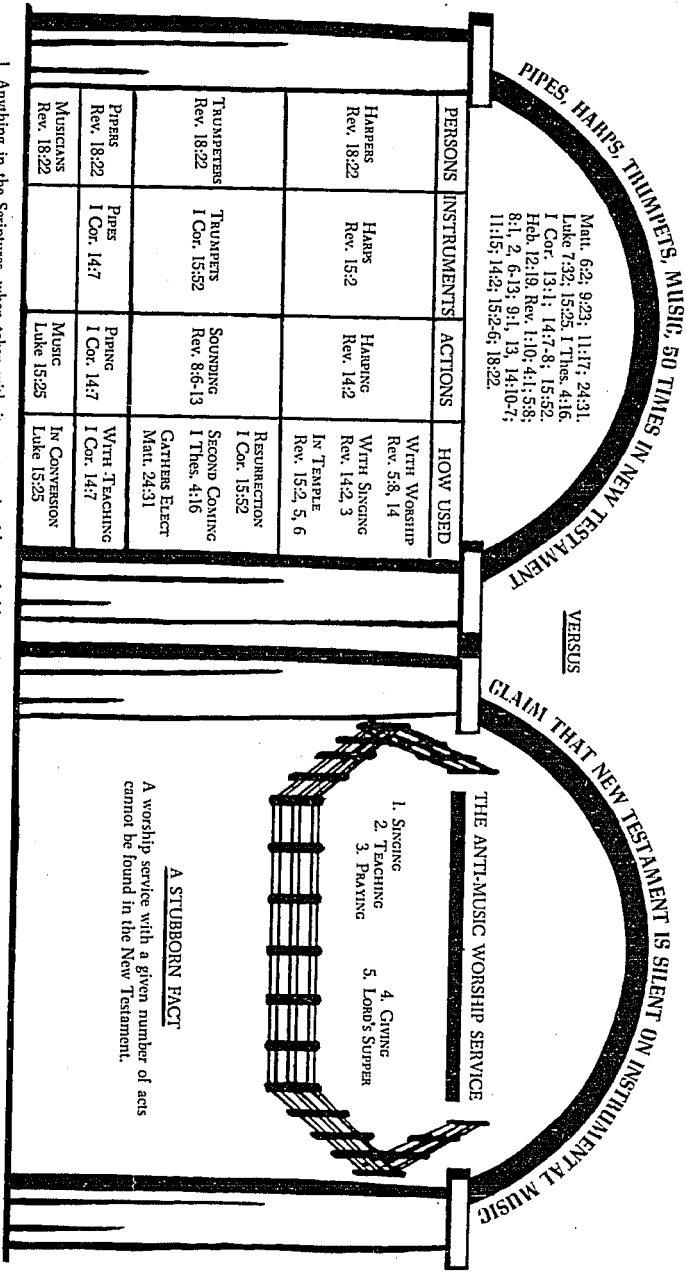 PIPES, HARPS, TRUMPETS, MUSIC, 50 TIMES IN NEW TESTAMENT
Matt. 6:2; 9:23; 11:17; 24:31.
Luke 7:32; 15:25. I Thes. 4:16.
I Cor. 13:1; 14:7-8; 15:52.
Heb. 12:19. Rev. 1:10; 4:1; 5:8;
8:1, 2, 6-13; 9:1, 13, 14;10-7;
11:15; 14:2; 15:2-6; 18:22.
PERSONS INSTRUMENTS ACTIONS HOW USED
HARPERS
Rev. 18:22
HARPS
Rev. 15:2
HARPING
Rev. 14:2
WITH WORSHIP
Rev. 5:8, 14
WITH SINGING
Rev. 14:2, 3
IN TEMPLE
Rev. 15:2, 5, 6
TRUMPETERS
Rev. 18:22
TRUMPETS
I Cor. 15:52
SOUNDING
Rev. 8:6-13
RESURRECTION
I Cor. 15:52
SECOND COMING
I Thes. 4:16
GATHERS ELECT
Matt. 24:31
PIPERS
Rev. 18:22
PIPES
I Cor. 14:7
PIPING
I Cor. 14:7
WITH TEACHING
I Cor. 14:7
MUSICIANS
Rev. 18:22
MUSIC
Luke 15:25
IN CONVERSION
Luke 15:25
VERSUS
CLAIM THAT NEW TESTAMENT IS SILENT ON INSTRUMENTAL MUSIC
THE ANTI-MUSIC WORSHIP SERVICE
1. SINGING
2. TEACHING
3. PRAYING
4. GIVING
5. LORD'S SUPPER
A STUBBORN FACT
A worship service with a given number of acts
cannot be found in the New Testament.
1. Anything in the Scriptures when taken with